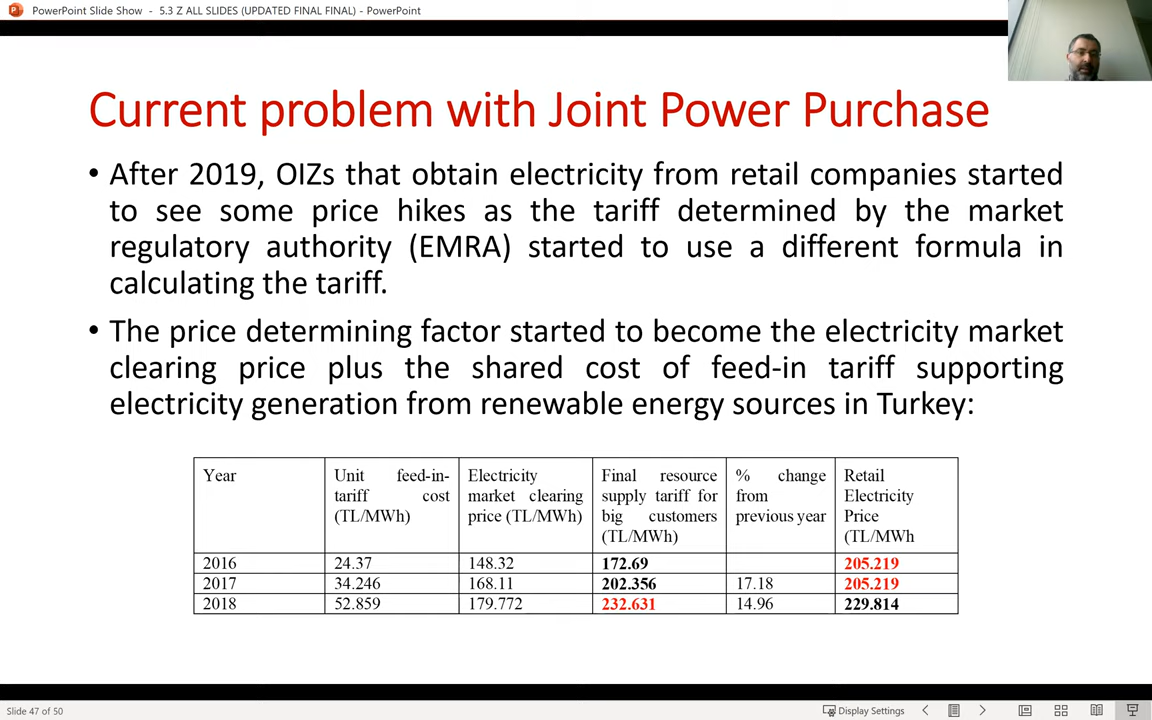 PowerPoint Slide Show - 5.3 Z ALL SLIDES (UPDATED FINAL FINAL) - PowerPoint
Current problem with Joint Power Purchase
• After 2019, OIZs that obtain electricity from retail companies started
to see some price hikes as the tariff determined by the market
regulatory authority (EMRA) started to use a different formula in
calculating the tariff.
• The price determining factor started to become the electricity market
clearing price plus the shared cost of feed-in tariff supporting
electricity generation from renewable energy sources in Turkey:
Year
Unit feed-in-
tariff cost
(TL/MWh)
Electricity
market clearing
price (TL/MWh)
Final resource
supply tariff for
big customers
(TL/MWh)
% change
from
previous year
Retail
Electricity
Price
(TL/MWh
2016 24.37 148.32 172.69 205.219
2017 34.246 168.11 202.356 17.18 205.219
2018 52.859 179.772 232.631 14.96 229.814
Slide 47 of 50 Display Settings